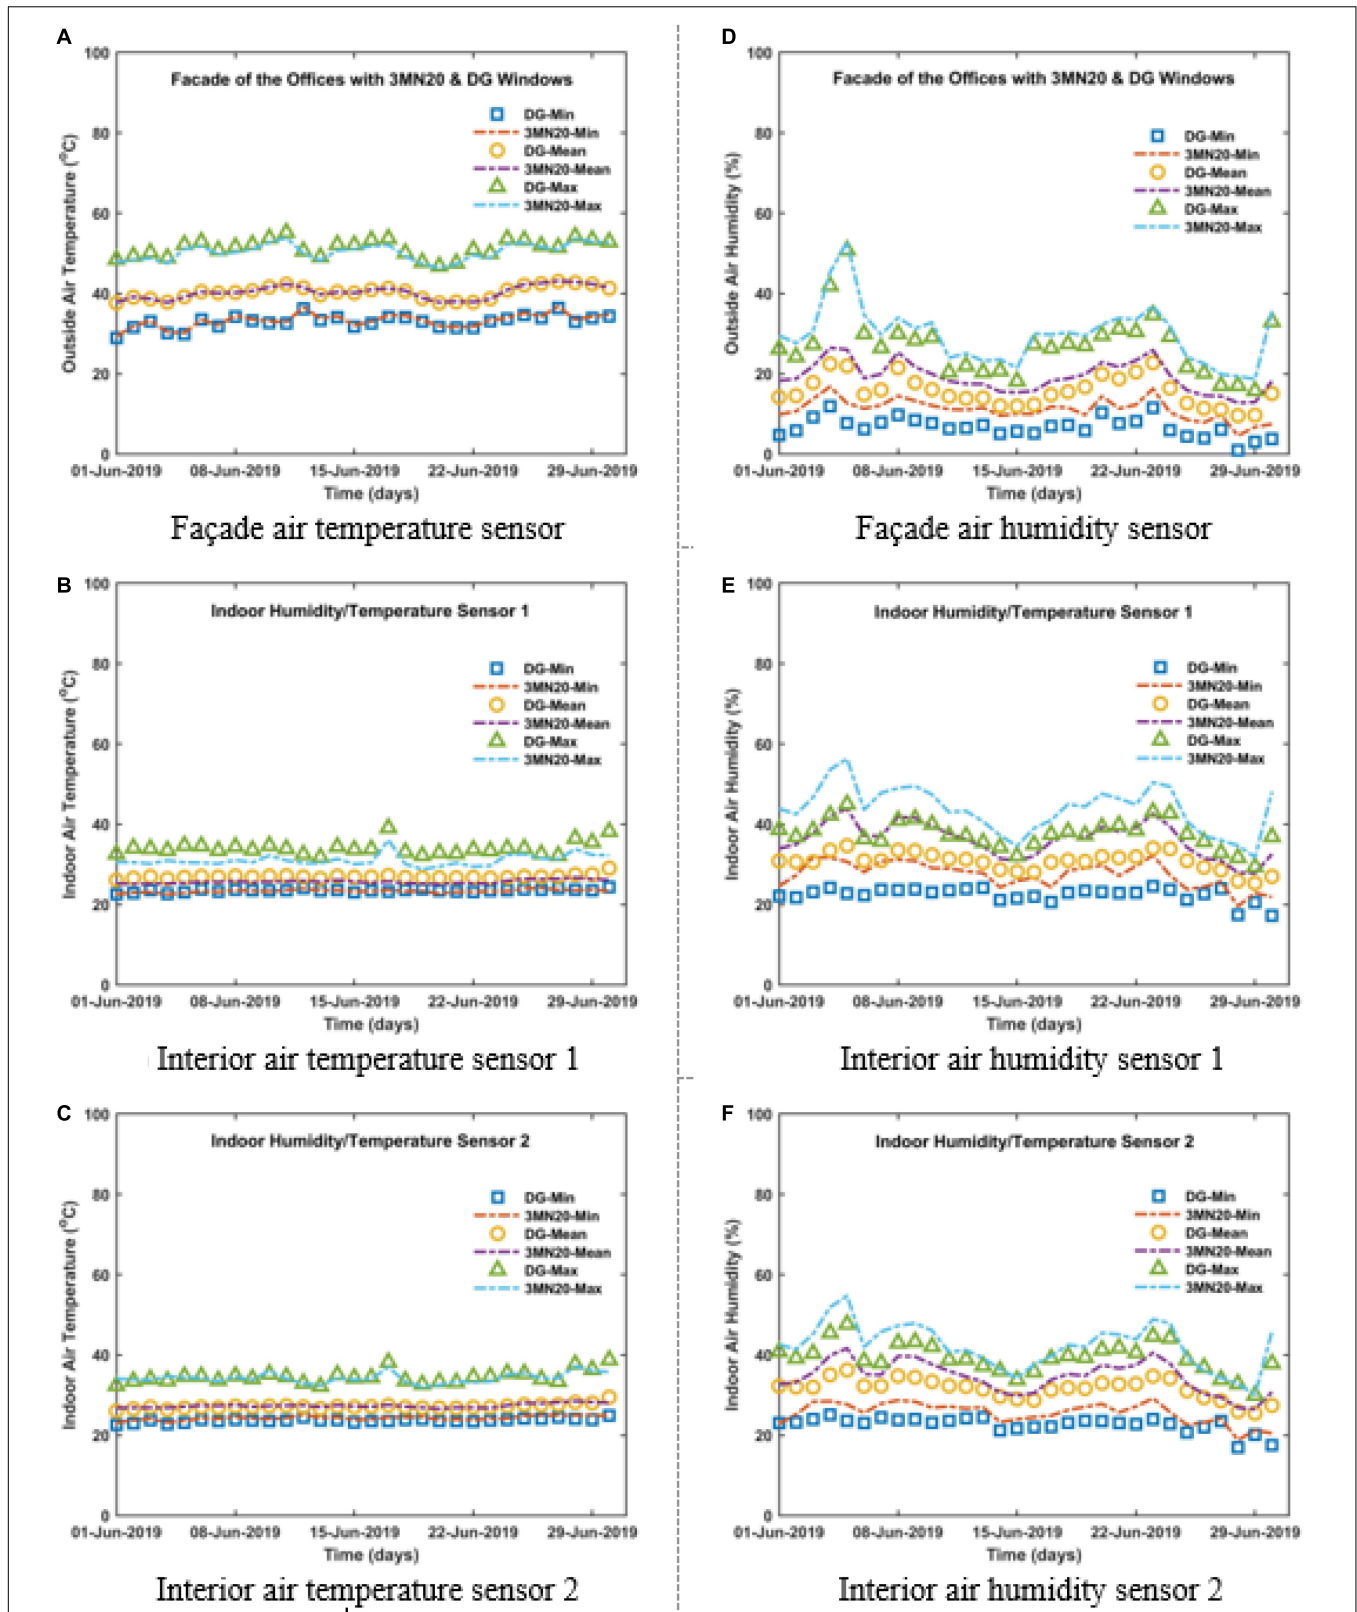 A
100
80
60
40
20
0
Outside Air Temperature (°C)
Facade of the Offices with 3MN20 & DG Windows
DG-Min
3MN20-Min
DG-Mean
3MN20-Mean
DG-Max
3MN20-Max
01-Jun-2019 08-Jun-2019 15-Jun-2019 22-Jun-2019 29-Jun-2019
Time (days)
Façade air temperature sensor
D
100
80
60
40
20
0
Outside Air Humidity (%)
Facade of the Offices with 3MN20 & DG Windows
DG-Min
3MN20-Min
DG-Mean
3MN20-Mean
DG-Max
3MN20-Max
01-Jun-2019 08-Jun-2019 15-Jun-2019 22-Jun-2019 29-Jun-2019
Time (days)
Façade air humidity sensor
B
100
80
60
40
20
0
Indoor Air Temperature (°C)
Indoor Humidity/Temperature Sensor 1
DG-Min
3MN20-Min
DG-Mean
3MN20-Mean
DG-Max
3MN20-Max
01-Jun-2019 08-Jun-2019 15-Jun-2019 22-Jun-2019 29-Jun-2019
Time (days)
Interior air temperature sensor 1
E
100
80
60
40
20
0
Indoor Air Humidity (%)
Indoor Humidity/Temperature Sensor 1
DG-Min
3MN20-Min
DG-Mean
3MN20-Mean
DG-Max
3MN20-Max
01-Jun-2019 08-Jun-2019 15-Jun-2019 22-Jun-2019 29-Jun-2019
Time (days)
Interior air humidity sensor 1
C
100
80
60
40
20
0
Indoor Air Temperature (°C)
Indoor Humidity/Temperature Sensor 2
DG-Min
3MN20-Min
DG-Mean
3MN20-Mean
DG-Max
3MN20-Max
01-Jun-2019 08-Jun-2019 15-Jun-2019 22-Jun-2019 29-Jun-2019
Time (days)
Interior air temperature sensor 2
F
100
80
60
40
20
0
Indoor Air Humidity (%)
Indoor Humidity/Temperature Sensor 2
DG-Min
3MN20-Min
DG-Mean
3MN20-Mean
DG-Max
3MN20-Max
01-Jun-2019 08-Jun-2019 15-Jun-2019 22-Jun-2019 29-Jun-2019
Time (days)
Interior air humidity sensor 2